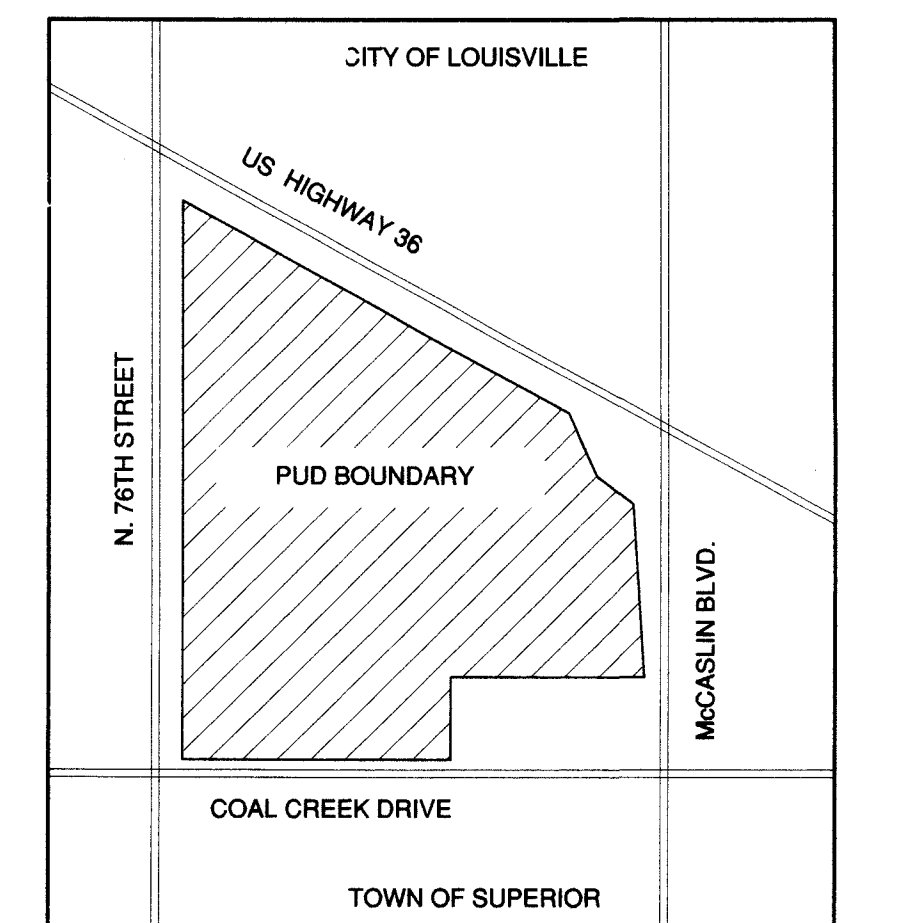 CITY OF LOUISVILLE
US HIGHWAY 36
N. 76TH STREET
PUD BOUNDARY
McCASLIN BLVD.
COAL CREEK DRIVE
TOWN OF SUPERIOR